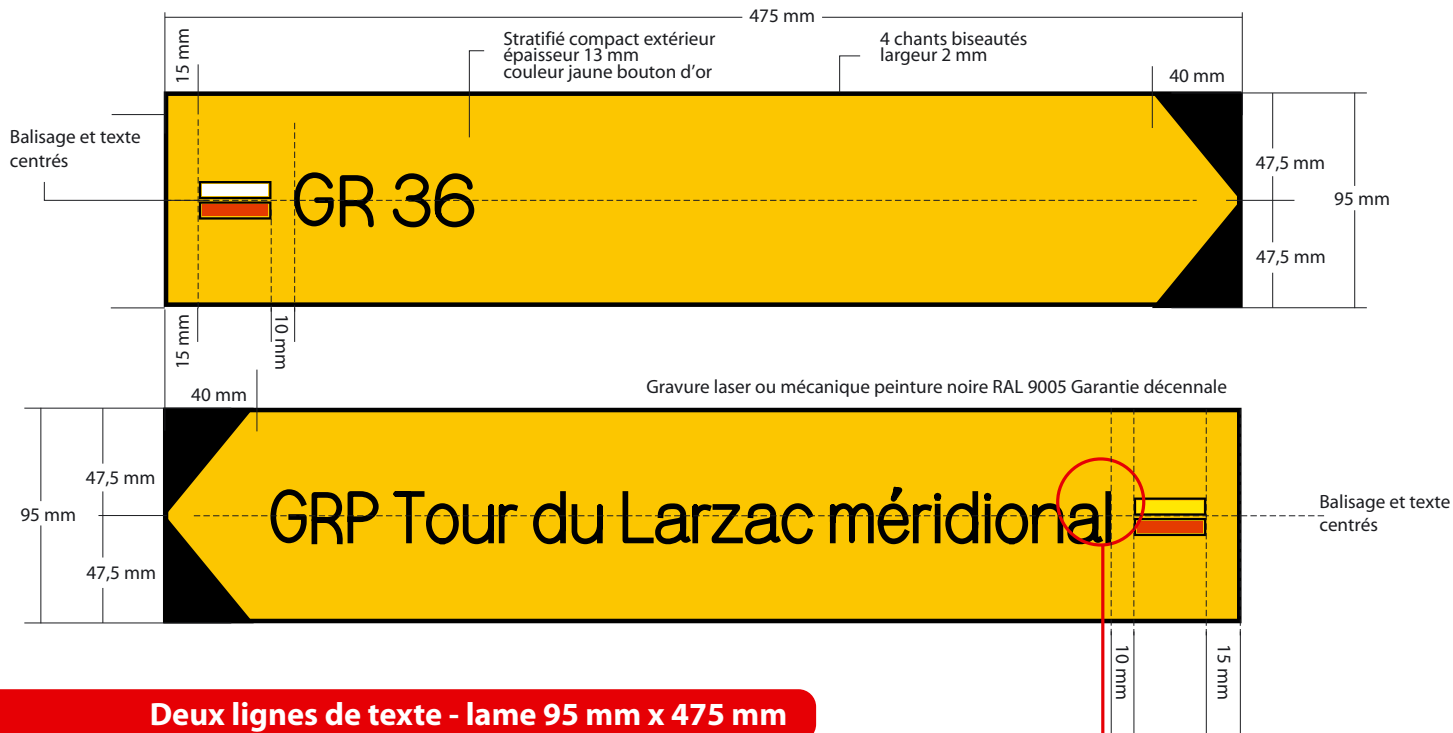 475 mm
15 mm
Stratifié compact extérieur
épaisseur 13 mm
couleur jaune bouton d'or
4 chants biseautés
largeur 2 mm
40 mm
Balisage et texte
centrés
GR 36
47,5 mm
95 mm
47,5 mm
15 mm
10 mm
40 mm
Gravure laser ou mécanique peinture noire RAL 9005 Garantie décennale
47,5 mm
95 mm
47,5 mm
GRP Tour du Larzac méridional
Balisage et texte
centrés
10 mm
15 mm
Deux lignes de texte - lame 95 mm x 475 mm